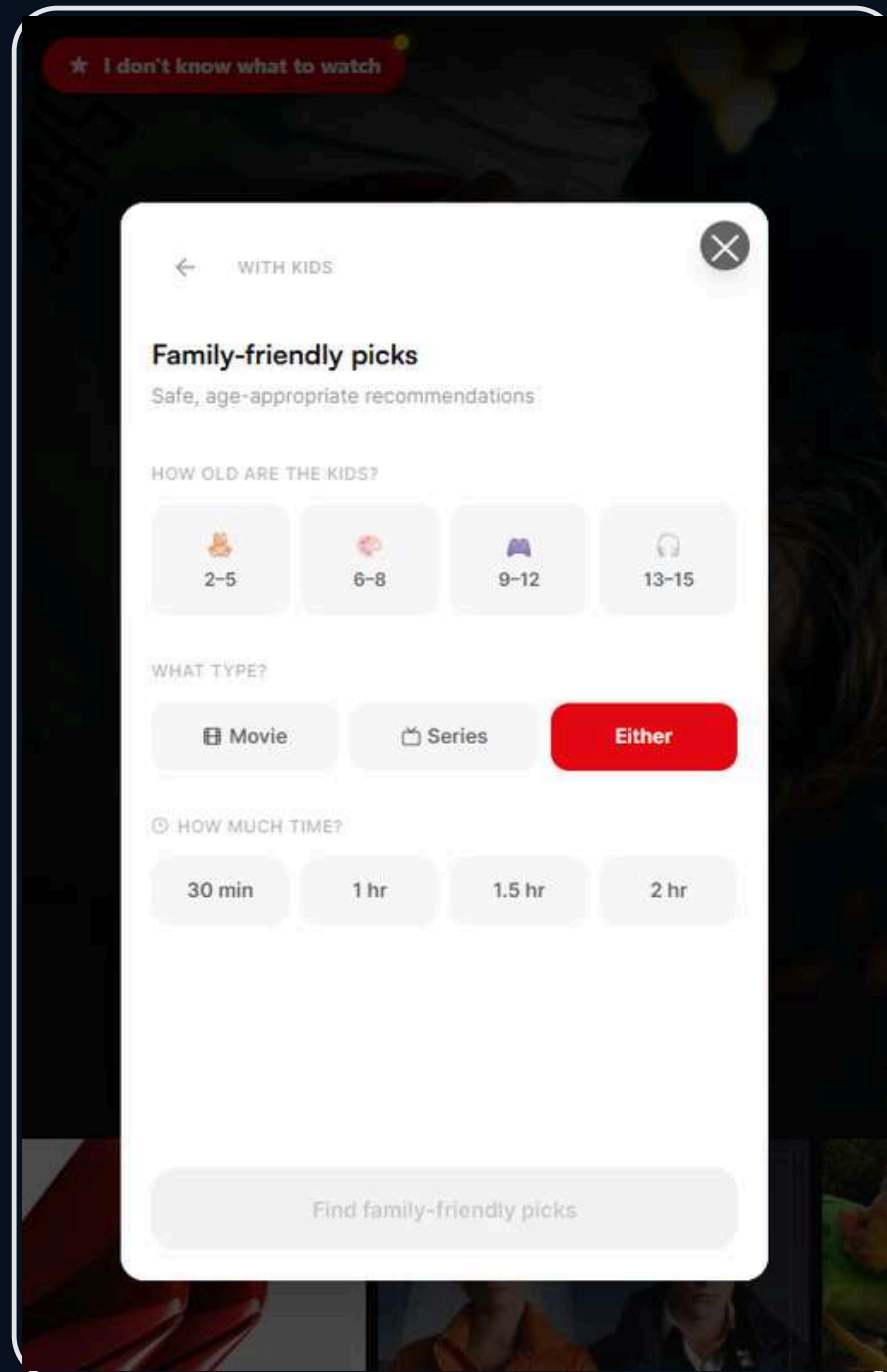 I don't know what to watch
WITH KIDS
Family-friendly picks
Safe, age-appropriate recommendations
HOW OLD ARE THE KIDS?
2–5 6–8 9–12 13–15
WHAT TYPE?
Movie Series Either
HOW MUCH TIME?
30 min 1 hr 1.5 hr 2 hr
Find family-friendly picks